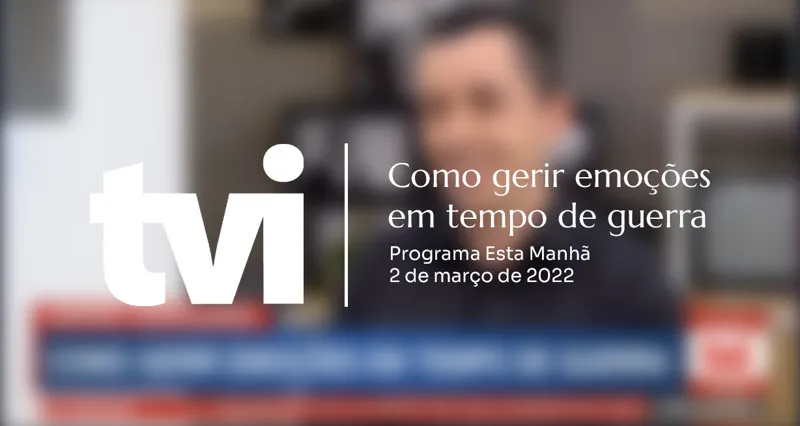 tvi
Como gerir emoções
em tempo de guerra
Programa Esta Manhã
2 de março de 2022